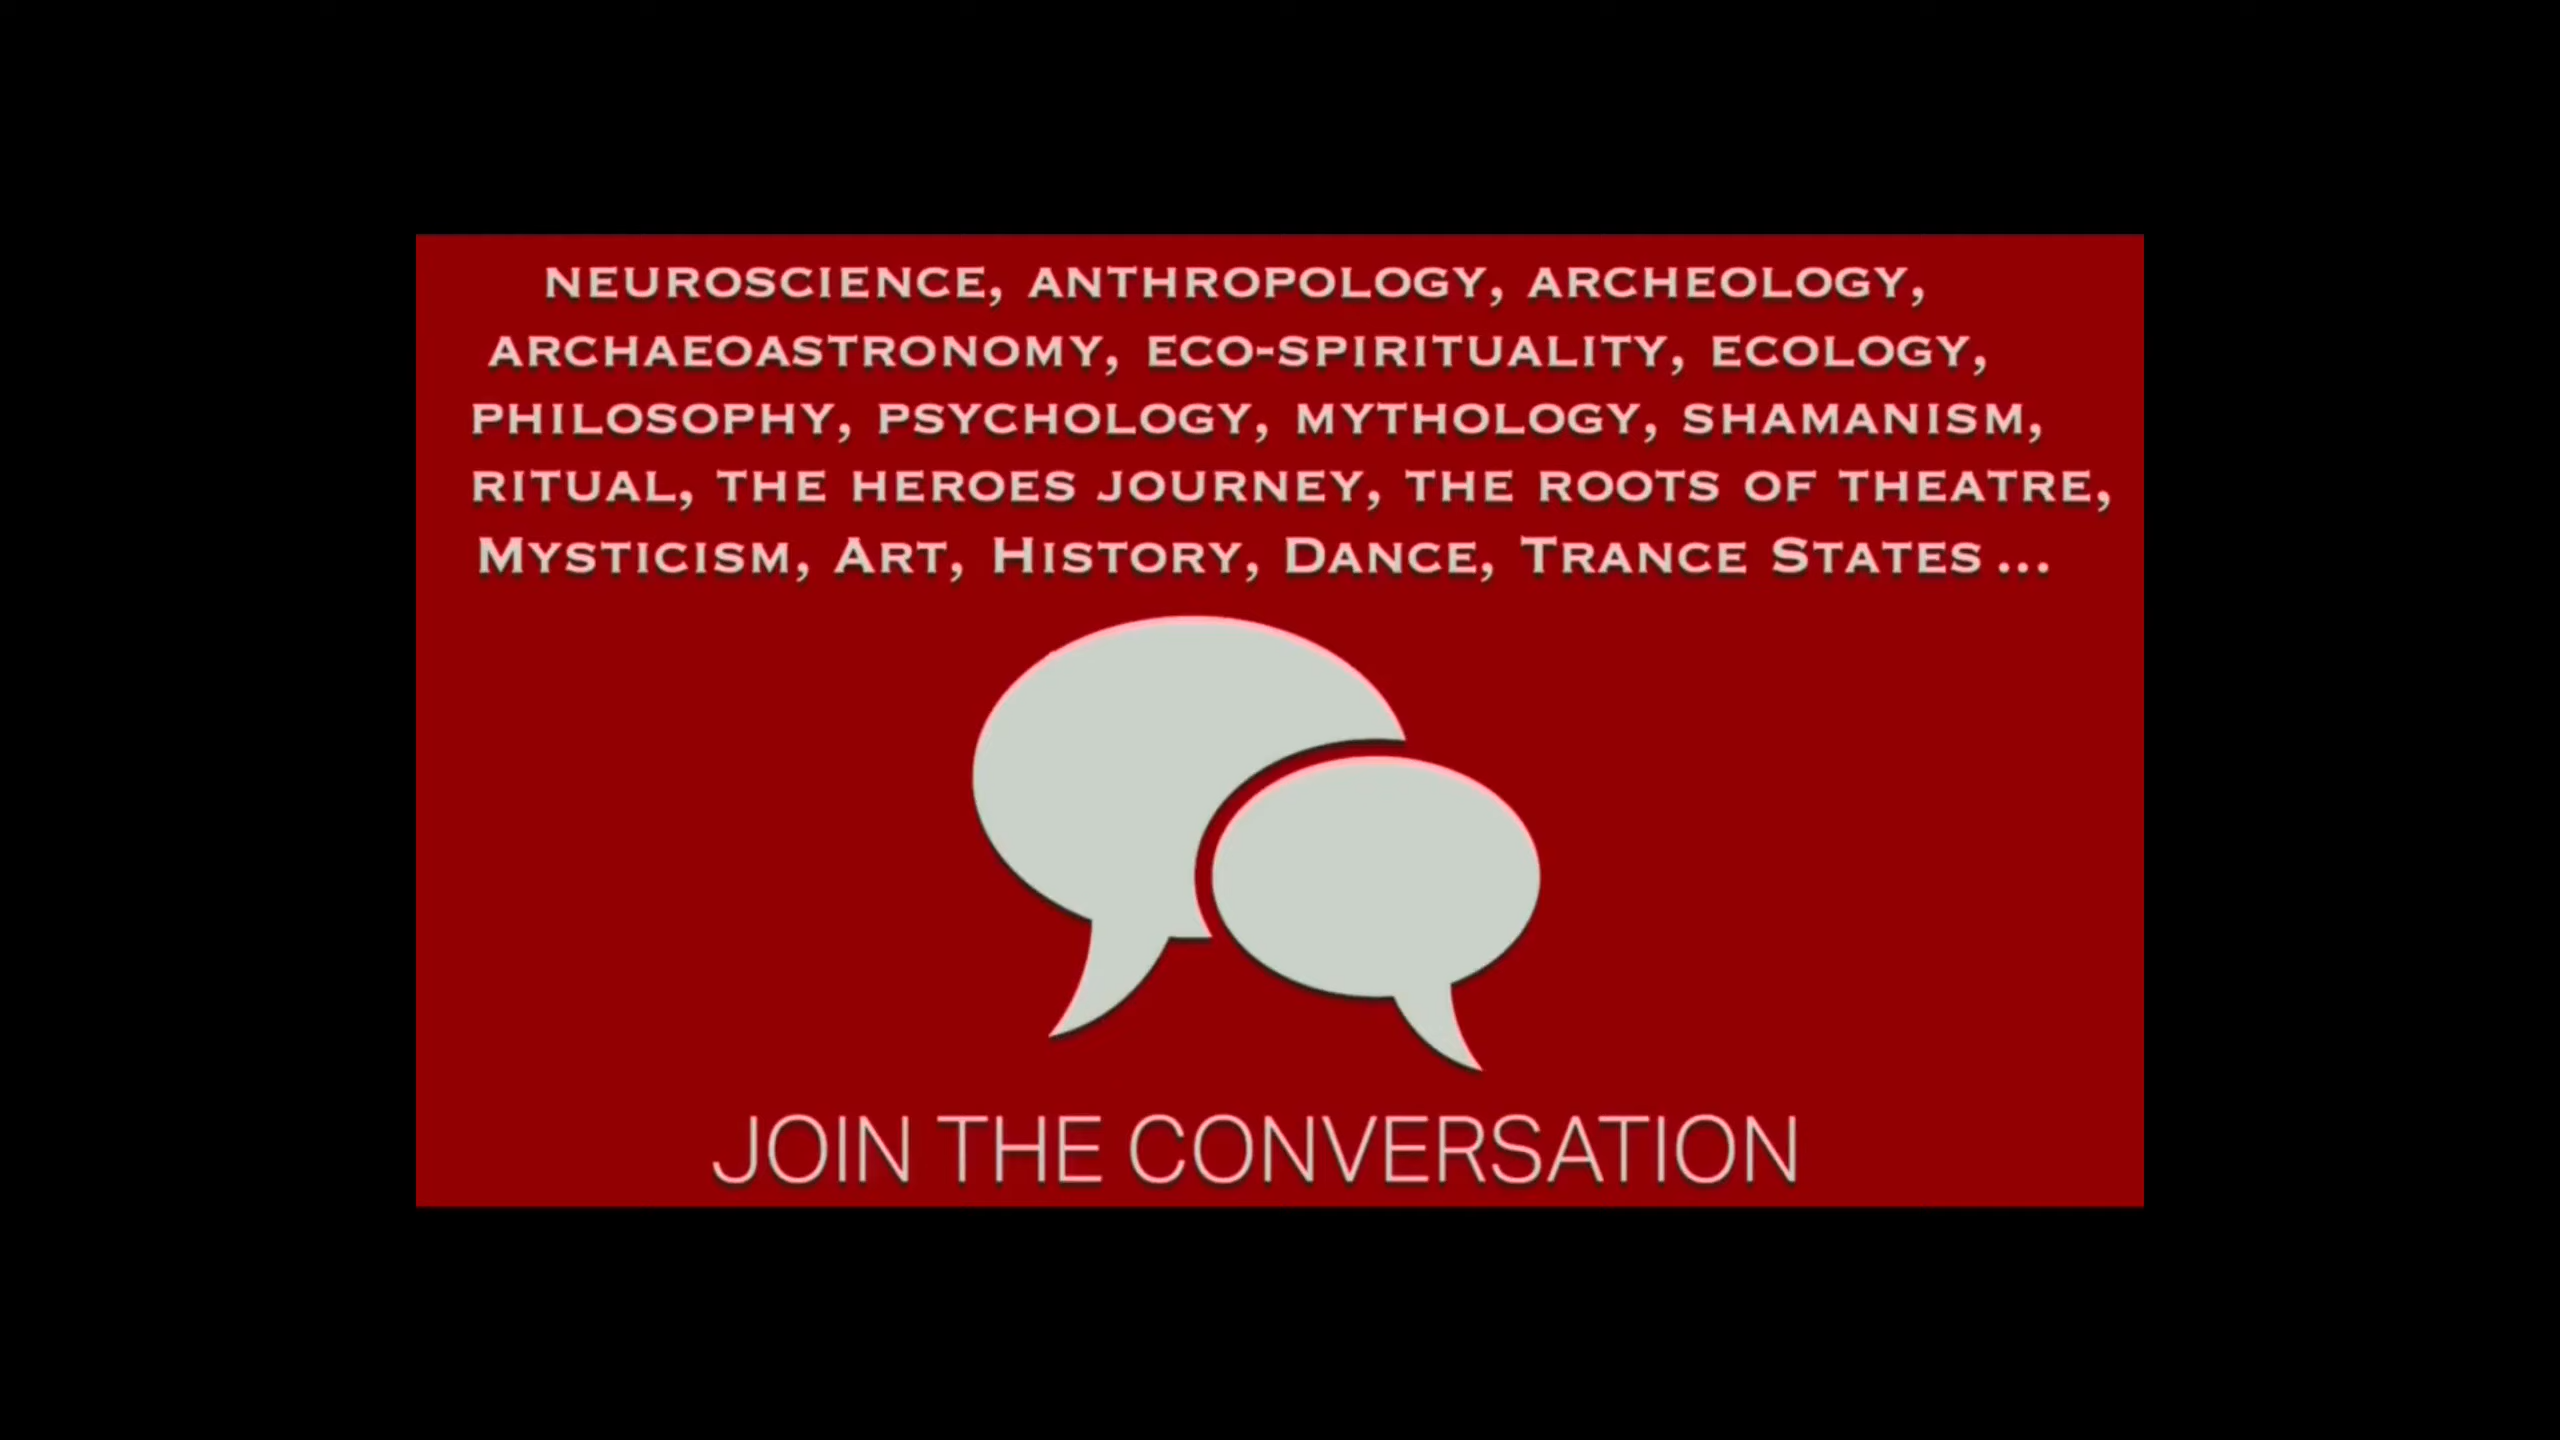 NEUROSCIENCE, ANTHROPOLOGY, ARCHEOLOGY,
ARCHAEOASTRONOMY, ECO-SPIRITUALITY, ECOLOGY,
PHILOSOPHY, PSYCHOLOGY, MYTHOLOGY, SHAMANISM,
RITUAL, THE HEROES JOURNEY, THE ROOTS OF THEATRE,
MYSTICISM, ART, HISTORY, DANCE, TRANCE STATES ...
JOIN THE CONVERSATION